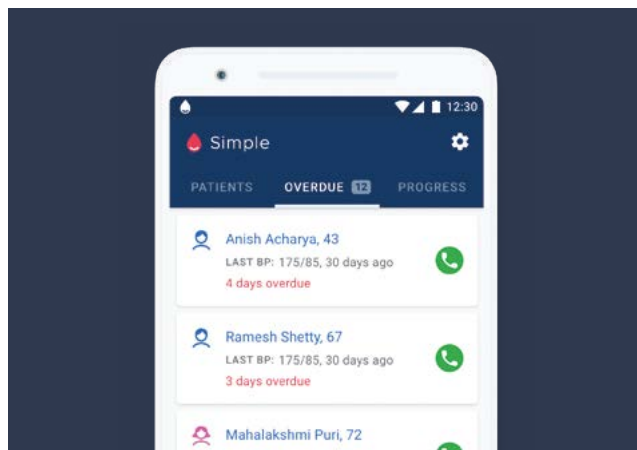 12:30
Simple
PATIENTS OVERDUE 12 PROGRESS
Anish Acharya, 43
LAST BP: 175/85, 30 days ago
4 days overdue
Ramesh Shetty, 67
LAST BP: 175/85, 30 days ago
3 days overdue
Mahalakshmi Puri, 72